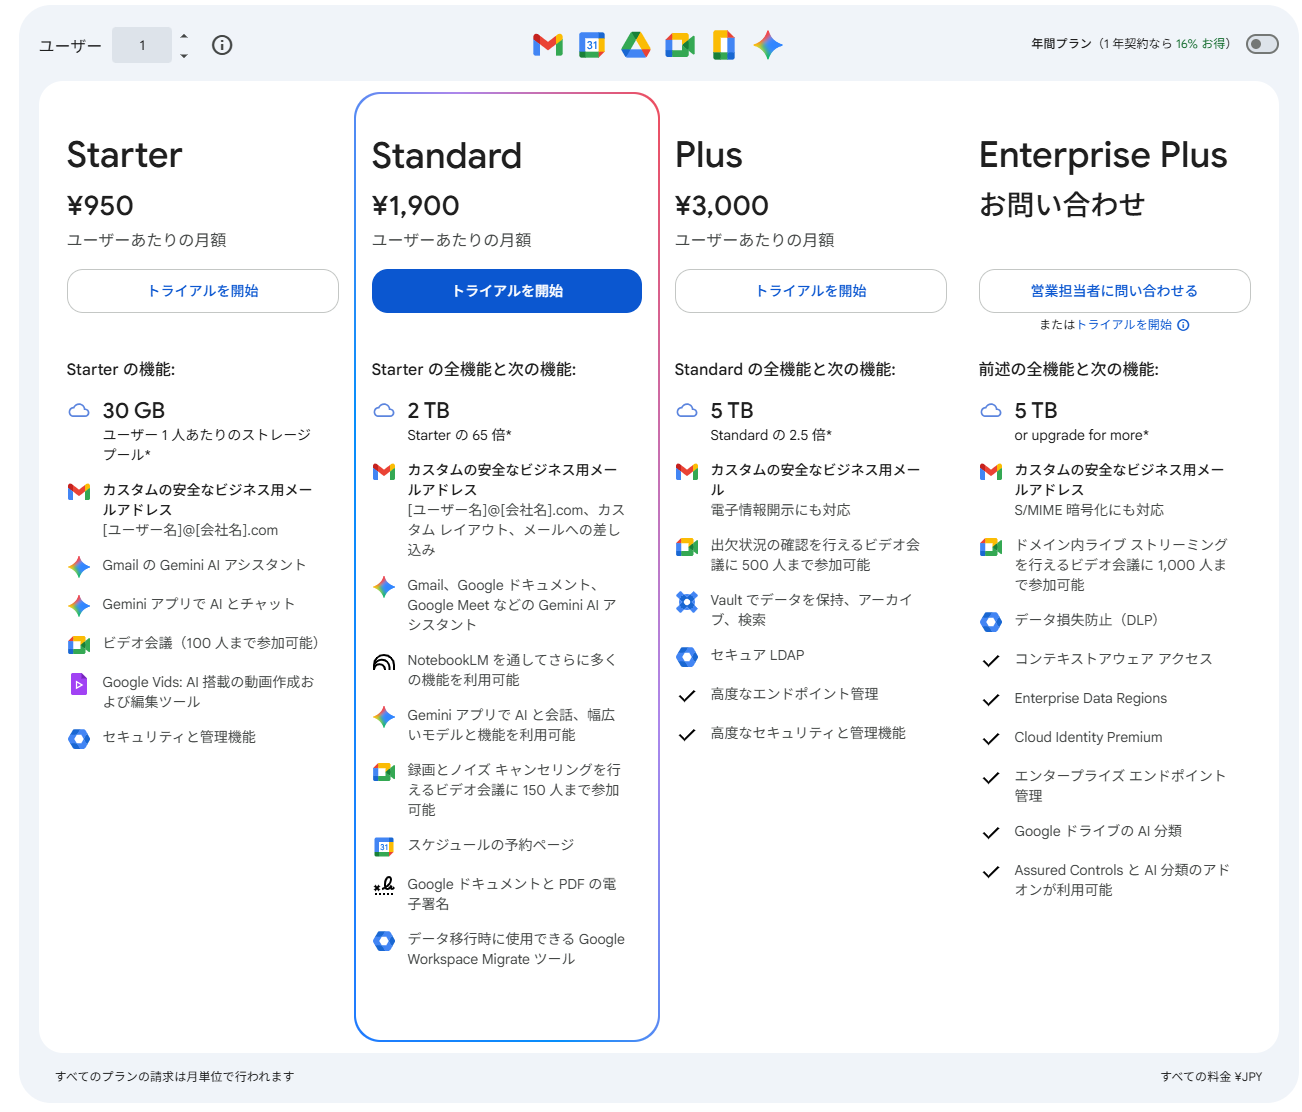 ユーザー 1
31
年間プラン（1 年契約なら 16% お得）
Starter
¥950
ユーザーあたりの月額
トライアルを開始
Starter の機能:
30 GB
ユーザー 1 人あたりのストレージ
プール*
カスタムの安全なビジネス用メー
ルアドレス
[ユーザー名]@[会社名].com
Gmail の Gemini AI アシスタント
Gemini アプリで AI とチャット
ビデオ会議（100 人まで参加可能）
Google Vids: AI 搭載の動画作成お
よび編集ツール
セキュリティと管理機能
Standard
¥1,900
ユーザーあたりの月額
トライアルを開始
Starter の全機能と次の機能:
2 TB
Starter の 65 倍*
カスタムの安全なビジネス用メー
ルアドレス
[ユーザー名]@[会社名].com、カス
タム レイアウト、メールへの差し
込み
Gmail、Google ドキュメント、
Google Meet などの Gemini AI ア
シスタント
NotebookLM を通してさらに多く
の機能を利用可能
Gemini アプリで AI と会話、幅広
いモデルと機能を利用可能
録画とノイズ キャンセリングを行
えるビデオ会議に 150 人まで参加
可能
31
スケジュールの予約ページ
Google ドキュメントと PDF の電
子署名
データ移行時に使用できる Google
Workspace Migrate ツール
Plus
¥3,000
ユーザーあたりの月額
トライアルを開始
Standard の全機能と次の機能:
5 TB
Standard の 2.5 倍*
カスタムの安全なビジネス用メー
ル
電子情報開示にも対応
出欠状況の確認を行えるビデオ会
議に 500 人まで参加可能
Vault でデータを保持、アーカイ
ブ、検索
セキュア LDAP
高度なエンドポイント管理
高度なセキュリティと管理機能
Enterprise Plus
お問い合わせ
営業担当者に問い合わせる
またはトライアルを開始
前述の全機能と次の機能:
5 TB
or upgrade for more*
カスタムの安全なビジネス用メー
ルアドレス
S/MIME 暗号化にも対応
ドメイン内ライブ ストリーミング
を行えるビデオ会議に 1,000 人ま
で参加可能
データ損失防止（DLP）
コンテキストアウェア アクセス
Enterprise Data Regions
Cloud Identity Premium
エンタープライズ エンドポイント
管理
Google ドライブの AI 分類
Assured Controls と AI 分類のアド
オンが利用可能
すべてのプランの請求は月単位で行われます
すべての料金 ¥JPY